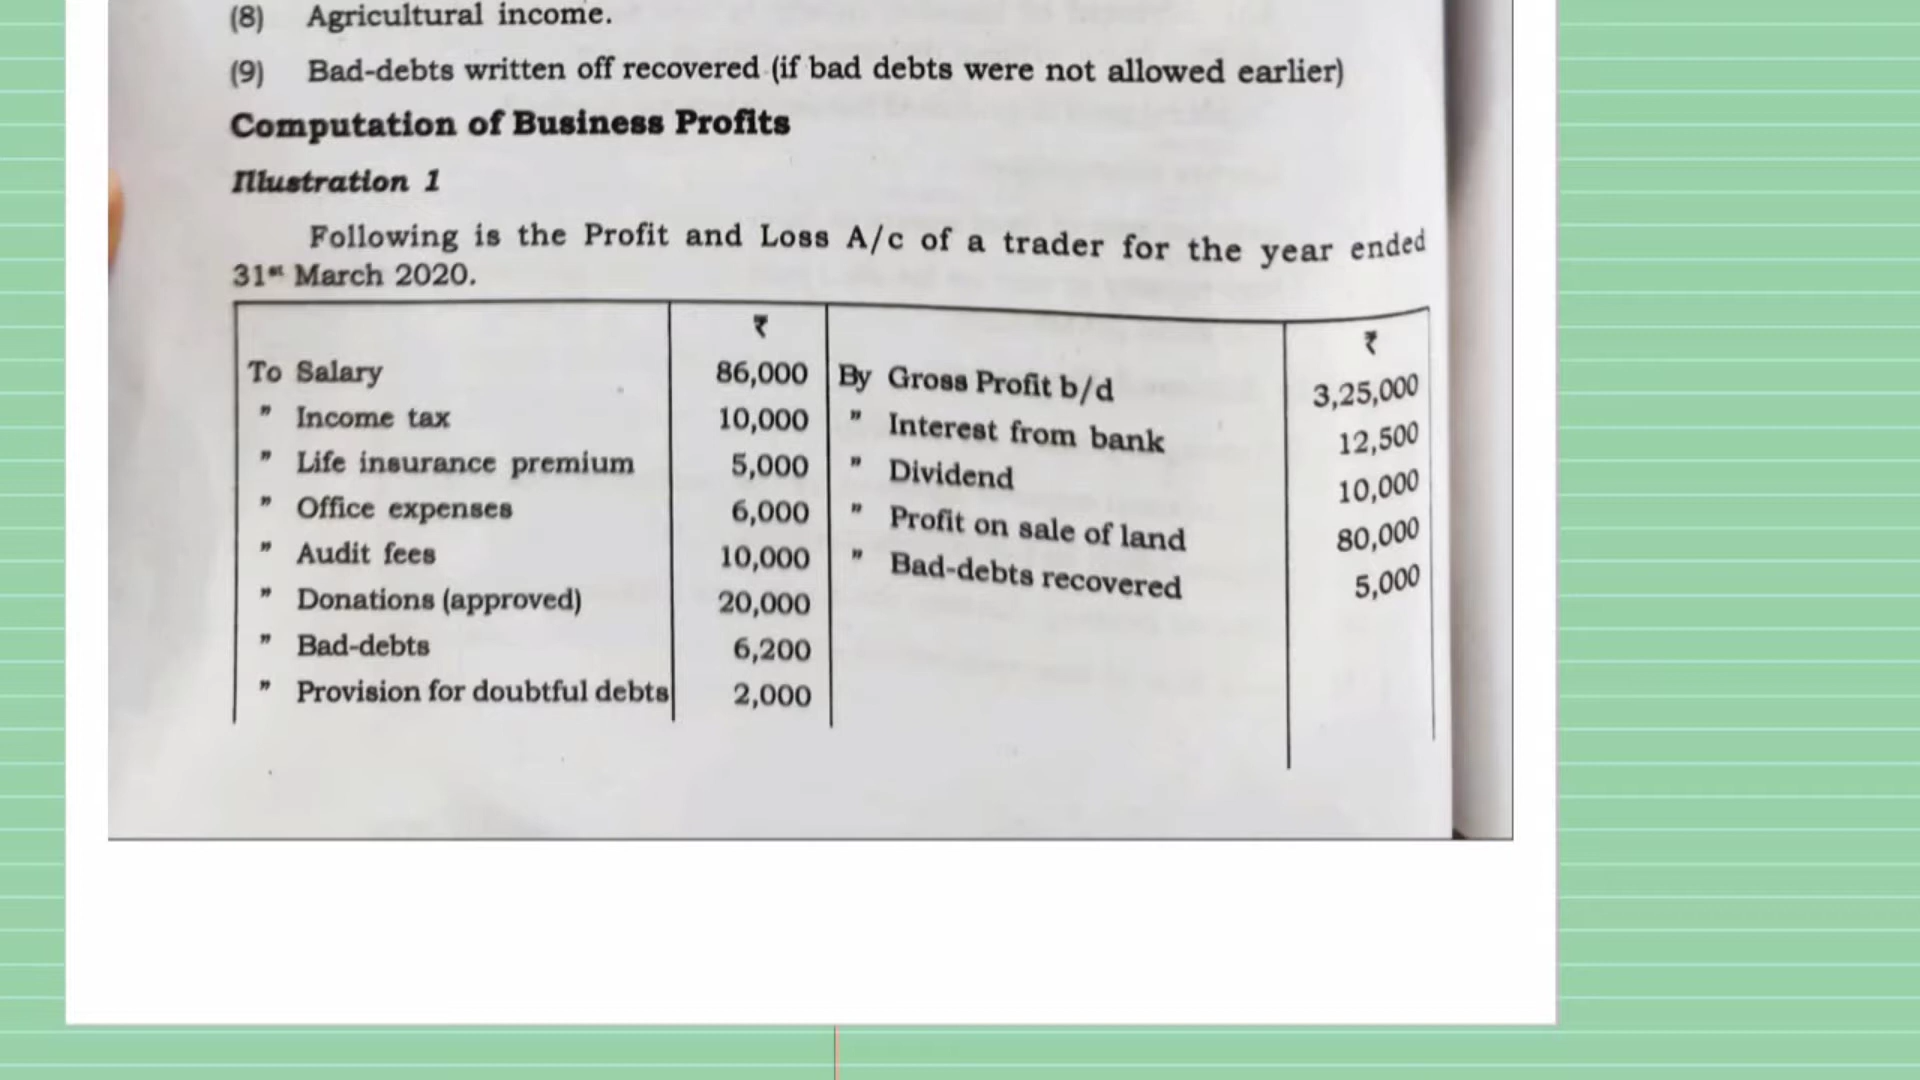 (8) Agricultural income.
(9) Bad-debts written off recovered (if bad debts were not allowed earlier)
Computation of Business Profits
Illustration 1
Following is the Profit and Loss A/c of a trader for the year ended
31st March 2020.
₹ ₹
To Salary 86,000 By Gross Profit b/d 3,25,000
" Income tax 10,000 " Interest from bank 12,500
" Life insurance premium 5,000 " Dividend 10,000
" Office expenses 6,000 " Profit on sale of land 80,000
" Audit fees 10,000 " Bad-debts recovered 5,000
" Donations (approved) 20,000
" Bad-debts 6,200
" Provision for doubtful debts 2,000